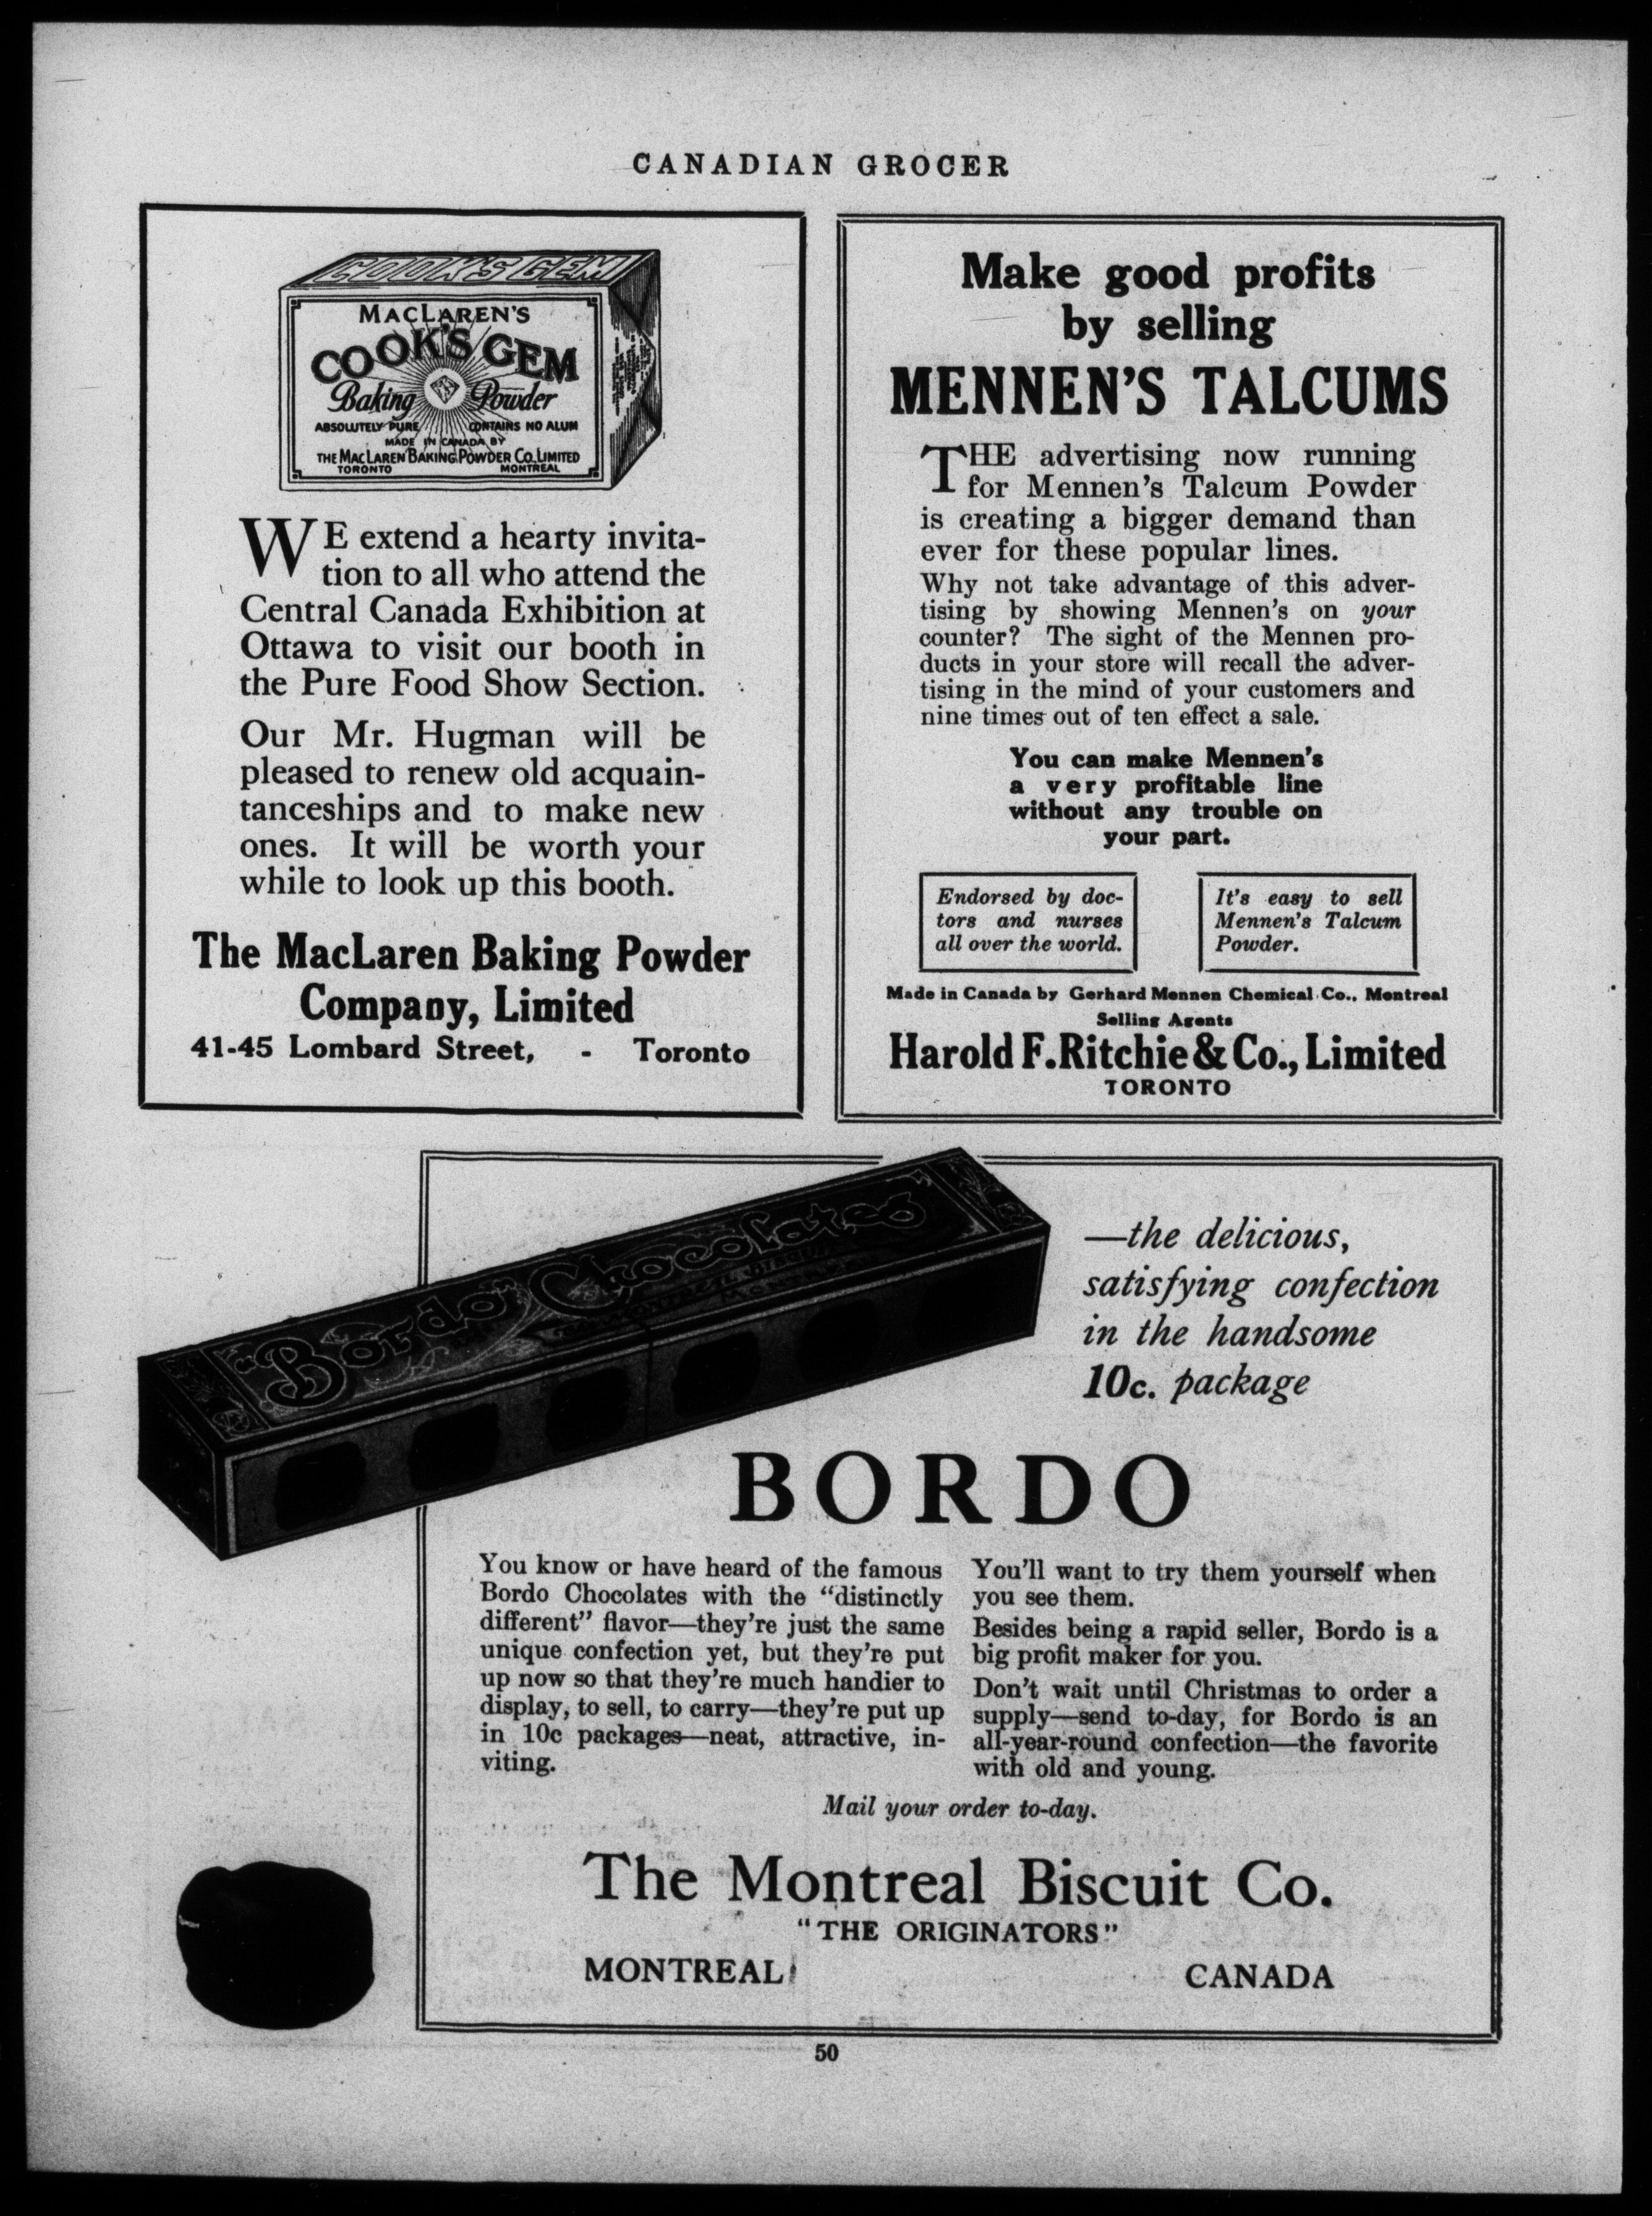 CANADIAN GROCER
COOK'S GEM
MACLAREN'S
COOK'S GEM
Baking Powder
ABSOLUTELY PURE CONTAINS NO ALUM
MADE IN CANADA BY
THE MACLAREN BAKING POWDER CO. LIMITED
TORONTO MONTREAL
WE extend a hearty invita-
tion to all who attend the
Central Canada Exhibition at
Ottawa to visit our booth in
the Pure Food Show Section.
Our Mr. Hugman will be
pleased to renew old acquain-
tanceships and to make new
ones. It will be worth your
while to look up this booth.
The MacLaren Baking Powder
Company, Limited
41-45 Lombard Street, - Toronto
Make good profits
by selling
MENNEN'S TALCUMS
THE advertising now running
for Mennen's Talcum Powder
is creating a bigger demand than
ever for these popular lines.
Why not take advantage of this adver-
tising by showing Mennen's on your
counter? The sight of the Mennen pro-
ducts in your store will recall the adver-
tising in the mind of your customers and
nine times out of ten effect a sale.
You can make Mennen's
a very profitable line
without any trouble on
your part.
Endorsed by doc-
tors and nurses
all over the world.
It's easy to sell
Mennen's Talcum
Powder.
Made in Canada by Gerhard Mennen Chemical Co., Montreal
Selling Agents
Harold F. Ritchie & Co., Limited
TORONTO
"Bordo" Chocolates
—the delicious,
satisfying confection
in the handsome
10c. package
BORDO
You know or have heard of the famous
Bordo Chocolates with the "distinctly
different" flavor—they're just the same
unique confection yet, but they're put
up now so that they're much handier to
display, to sell, to carry—they're put up
in 10c packages—neat, attractive, in-
viting.
You'll want to try them yourself when
you see them.
Besides being a rapid seller, Bordo is a
big profit maker for you.
Don't wait until Christmas to order a
supply—send to-day, for Bordo is an
all-year-round confection—the favorite
with old and young.
Mail your order to-day.
The Montreal Biscuit Co.
"THE ORIGINATORS"
MONTREAL CANADA
50